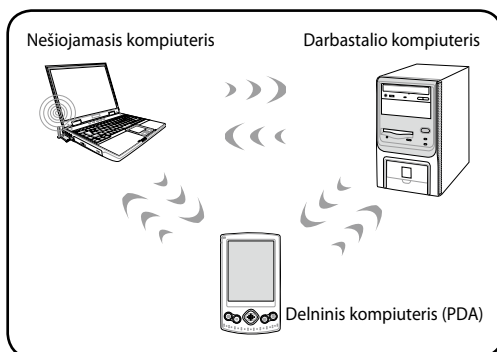 Nešiojamasis kompiuteris
Darbastalio kompiuteris
Delninis kompiuteris (PDA)